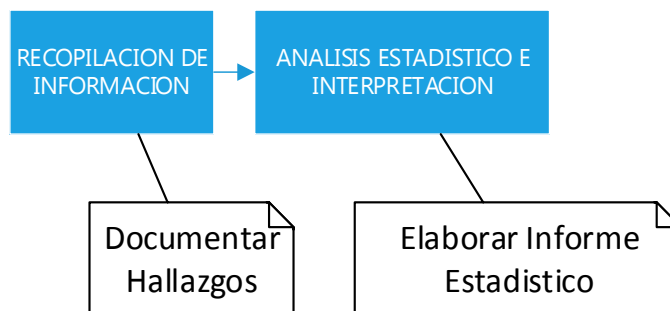 RECOPILACION DE
INFORMACION
ANALISIS ESTADISTICO E
INTERPRETACION
Documentar
Hallazgos
Elaborar Informe
Estadistico